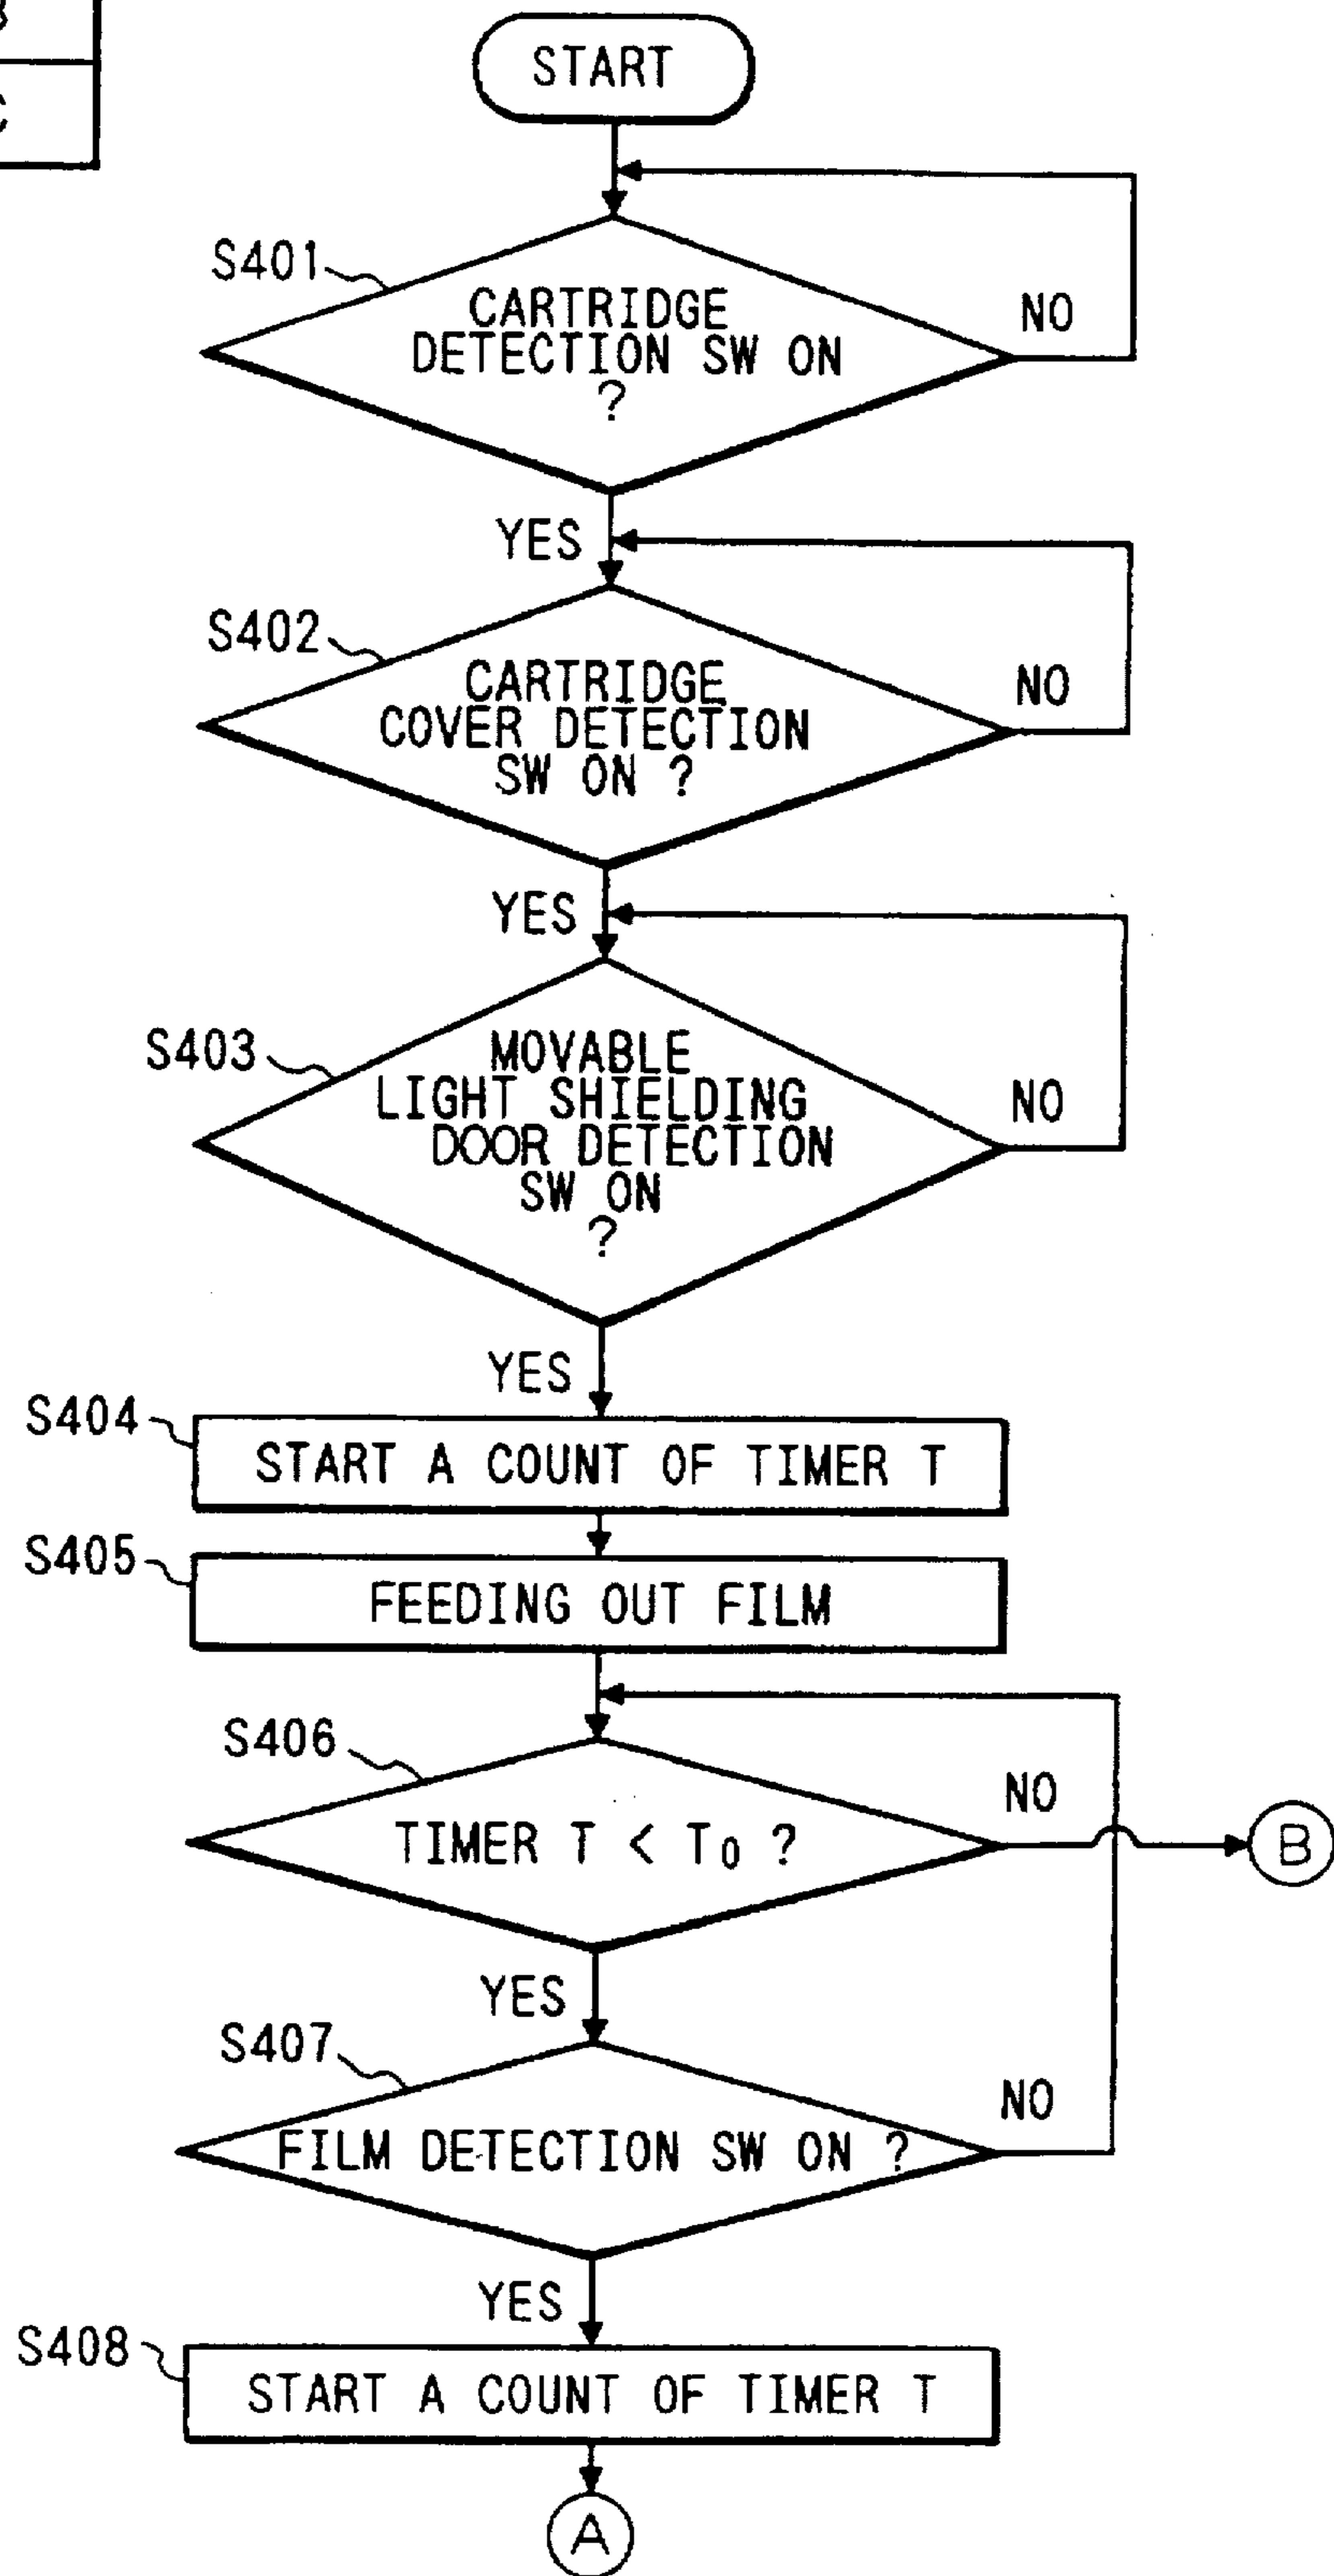 C
START
S401
CARTRIDGE
DETECTION SW ON
?
NO
YES
S402
CARTRIDGE
COVER DETECTION
SW ON ?
NO
YES
S403
MOVABLE
LIGHT SHIELDING
DOOR DETECTION
SW ON
?
NO
YES
S404
START A COUNT OF TIMER T
S405
FEEDING OUT FILM
S406
TIMER T < T0 ?
NO
B
YES
S407
FILM DETECTION SW ON ?
NO
YES
S408
START A COUNT OF TIMER T
A